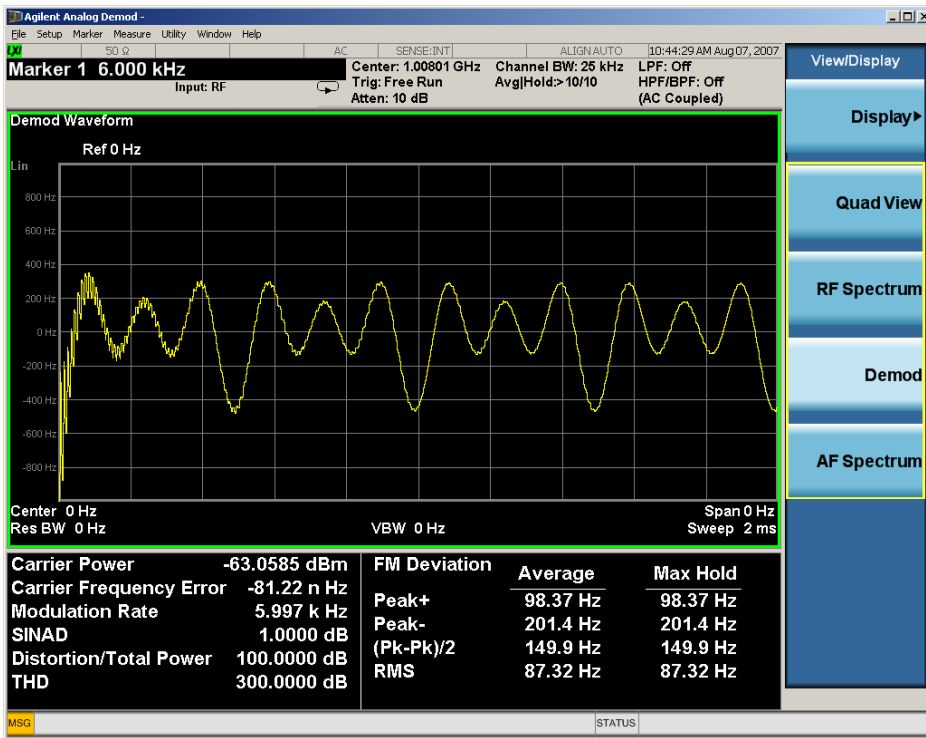 Agilent Analog Demod -
File Setup Marker Measure Utility Window Help
LXI 50 Ω AC SENSE:INT ALIGN AUTO 10:44:29 AM Aug 07, 2007
Marker 1 6.000 kHz
Input: RF
Center: 1.00801 GHz Channel BW: 25 kHz LPF: Off
Trig: Free Run Avg|Hold:>10/10 HPF/BPF: Off
Atten: 10 dB (AC Coupled)
View/Display
Display
Quad View
RF Spectrum
Demod
AF Spectrum
Demod Waveform
Ref 0 Hz
Lin
800 Hz
600 Hz
400 Hz
200 Hz
0 Hz
-200 Hz
-400 Hz
-600 Hz
-800 Hz
Center 0 Hz Span 0 Hz
Res BW 0 Hz VBW 0 Hz Sweep 2 ms
Carrier Power -63.0585 dBm
Carrier Frequency Error -81.22 n Hz
Modulation Rate 5.997 k Hz
SINAD 1.0000 dB
Distortion/Total Power 100.0000 dB
THD 300.0000 dB
FM Deviation Average Max Hold
Peak+ 98.37 Hz 98.37 Hz
Peak- 201.4 Hz 201.4 Hz
(Pk-Pk)/2 149.9 Hz 149.9 Hz
RMS 87.32 Hz 87.32 Hz
MSG STATUS